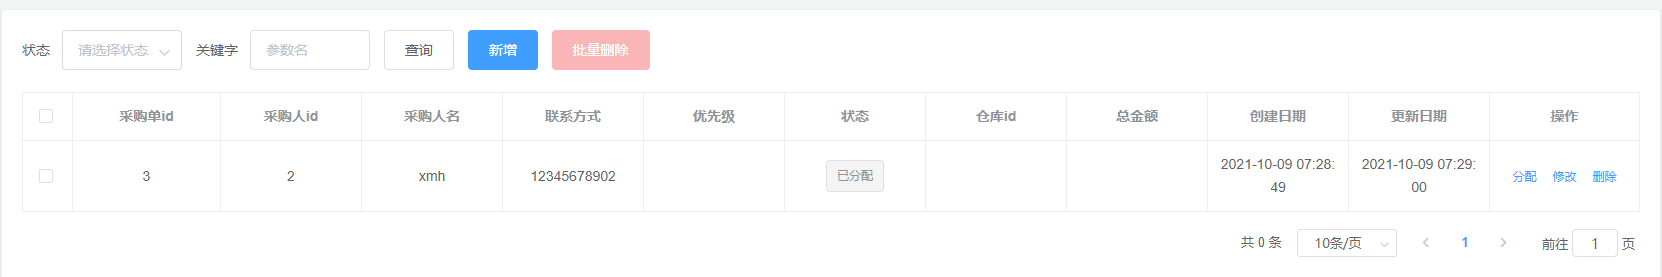 状态 请选择状态 关键字 参数名 查询 新增 批量删除
采购单id 采购人id 采购人名 联系方式 优先级 状态 仓库id 总金额 创建日期 更新日期 操作
3 2 xmh 12345678902 已分配 2021-10-09 07:28:49 2021-10-09 07:29:00 分配 修改 删除
共 0 条 10条/页 1 前往 1 页